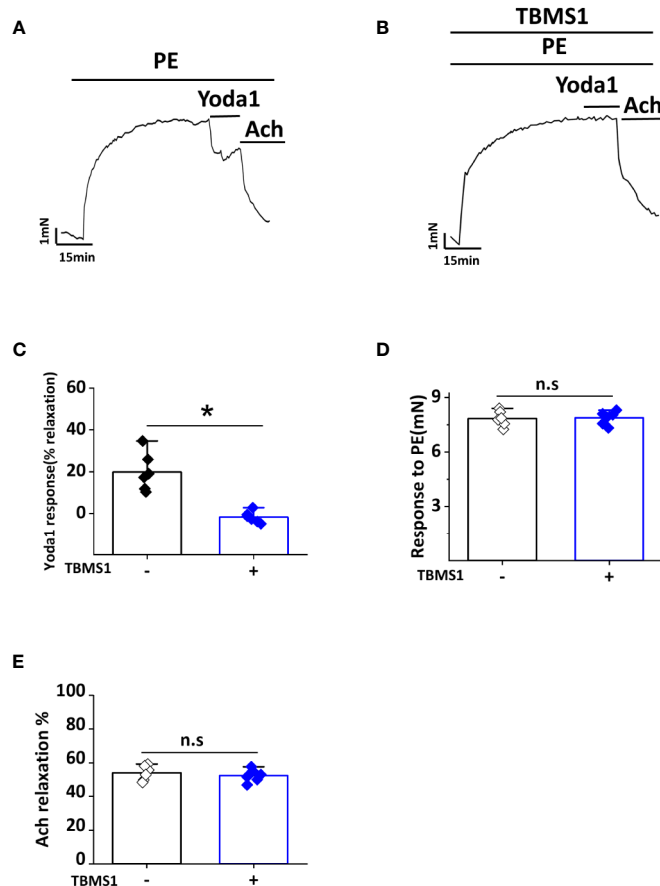 A
PE
Yoda1
Ach
1mN
15min
B
TBMS1
PE
Yoda1
Ach
1mN
15min
C
Yoda1 response(% relaxation)
60
40
20
0
*
TBMS1 - +
D
Response to PE(mN)
9
6
3
n.s
TBMS1 - +
E
Ach relaxation %
100
80
60
40
20
0
n.s
TBMS1 - +